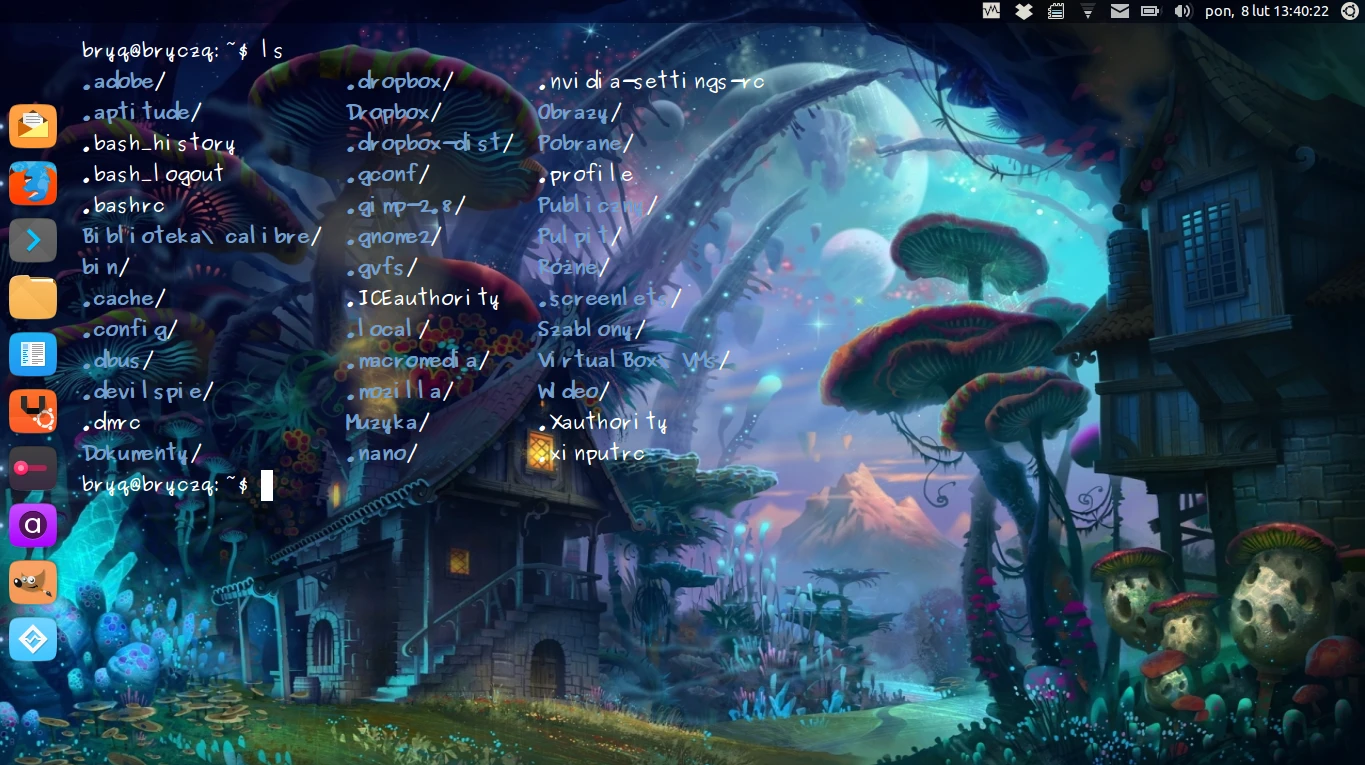 pon, 8 lut 13:40:22
bryq@bryczq:~$ ls
.adobe/ .dropbox/ .nvidia-settings-rc
.aptitude/ Dropbox/ Obrazy/
.bash_history .dropbox-dist/ Pobrane/
.bash_logout .gconf/ .profile
.bashrc .gimp-2.8/ Publiczny/
Biblioteka\ calibre/ .gnome2/ Pulpit/
bin/ .gvfs/ Różne/
.cache/ .ICEauthority .screenlets/
.config/ .local/ Szablony/
.dbus/ .macromedia/ VirtualBox\ VMs/
.devilspie/ .mozilla/ Wideo/
.dmrc Muzyka/ .Xauthority
Dokumenty/ .nano/ .xinputrc
bryq@bryczq:~$
a